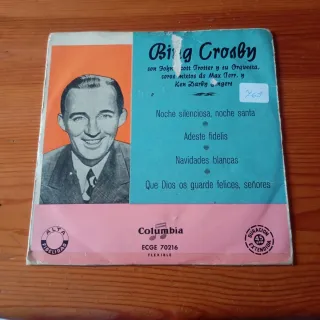 Bing Crosby
con John Scott Trotter y su Orquesta,
coros mixtos de Max Terr, y
Ken Darby Singers
Noche silenciosa, noche santa
Adeste fidelis
Navidades blancas
Que Dios os guarde felices, señores
ALTA
FIDELIDAD
Columbia
ECGE 70216
FLEXIBLE
DURACION
45
EXTENDIDA